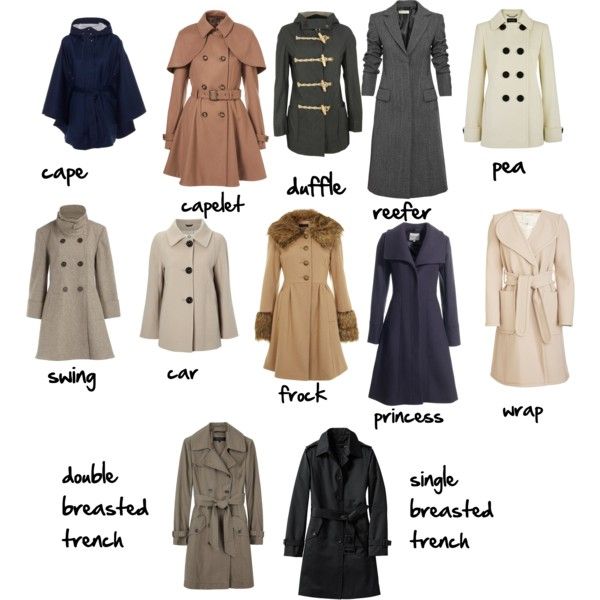 cape
capelet
duffle
reefer
pea
swing
car
frock
princess
wrap
double
breasted
trench
single
breasted
trench